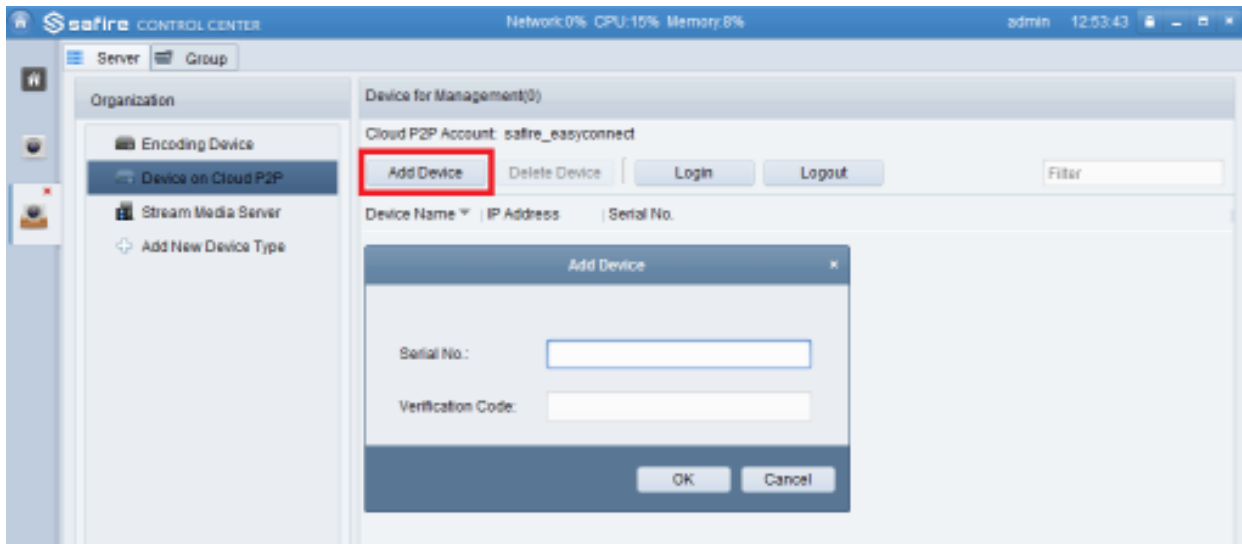 safire CONTROL CENTER Network:0% CPU:15% Memory:8% admin 12:53:43
Server Group
Organization
Encoding Device
Device on Cloud P2P
Stream Media Server
Add New Device Type
Device for Management(0)
Cloud P2P Account: safire_easyconnect
Add Device Delete Device Login Logout Filter
Device Name IP Address Serial No.
Add Device
Serial No.:
Verification Code:
OK Cancel